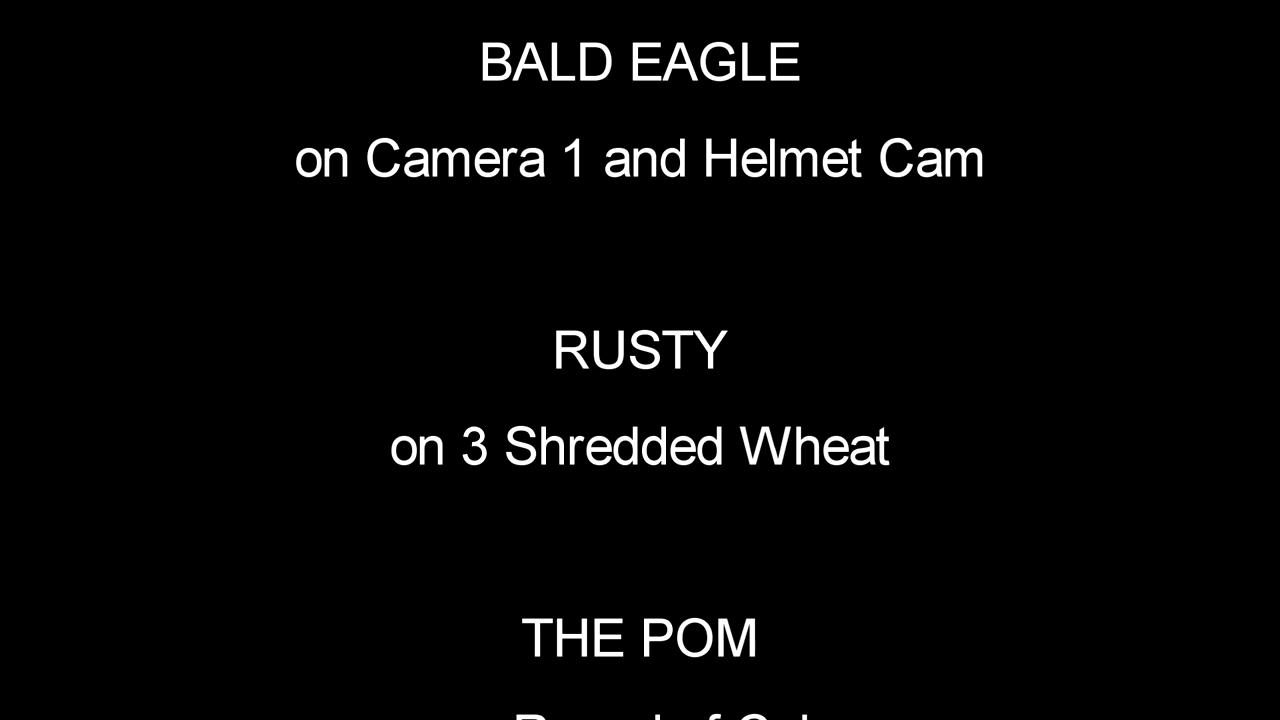 BALD EAGLE
on Camera 1 and Helmet Cam
RUSTY
on 3 Shredded Wheat
THE POM